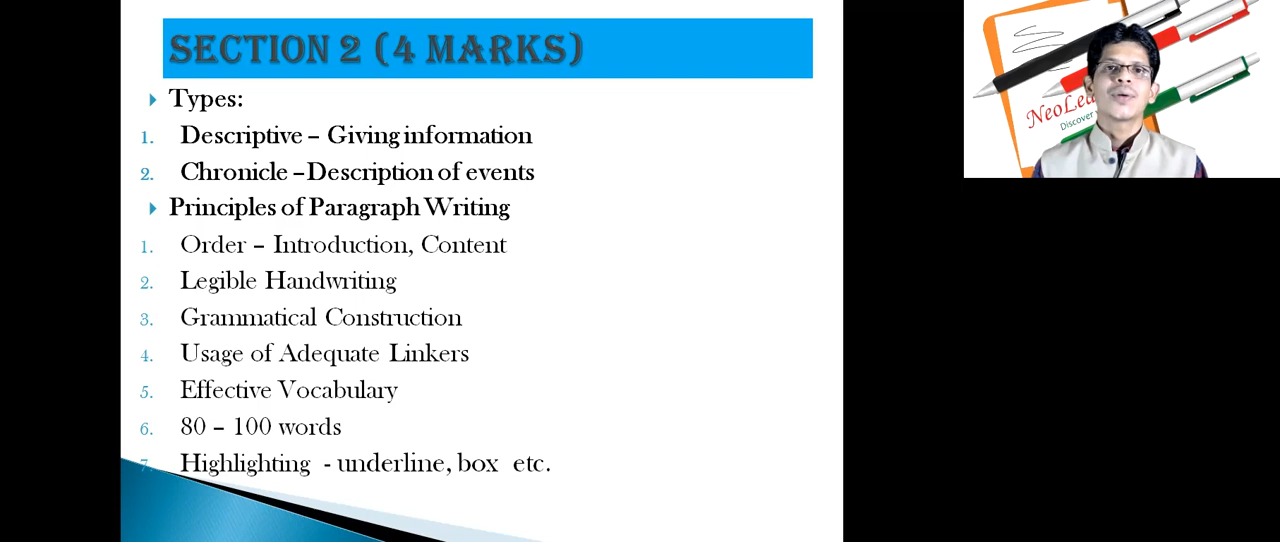 SECTION 2 (4 MARKS)
Types:
1. Descriptive – Giving information
2. Chronicle –Description of events
Principles of Paragraph Writing
1. Order – Introduction, Content
2. Legible Handwriting
3. Grammatical Construction
4. Usage of Adequate Linkers
5. Effective Vocabulary
6. 80 – 100 words
7. Highlighting - underline, box etc.
Discover